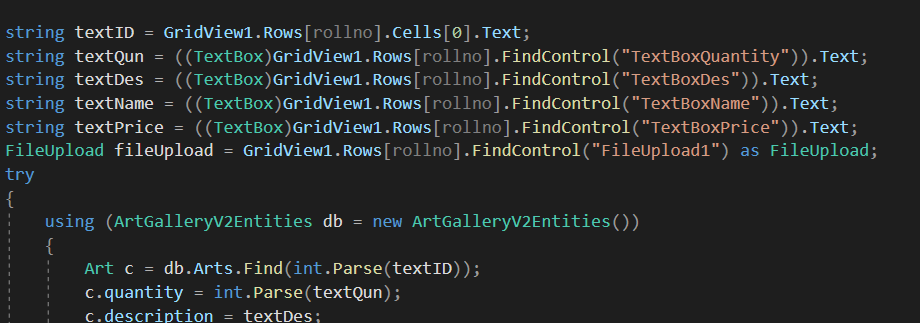 string textID = GridView1.Rows[rollno].Cells[0].Text;
string textQun = ((TextBox)GridView1.Rows[rollno].FindControl("TextBoxQuantity")).Text;
string textDes = ((TextBox)GridView1.Rows[rollno].FindControl("TextBoxDes")).Text;
string textName = ((TextBox)GridView1.Rows[rollno].FindControl("TextBoxName")).Text;
string textPrice = ((TextBox)GridView1.Rows[rollno].FindControl("TextBoxPrice")).Text;
FileUpload fileUpload = GridView1.Rows[rollno].FindControl("FileUpload1") as FileUpload;
try
{
    using (ArtGalleryV2Entities db = new ArtGalleryV2Entities())
    {
        Art c = db.Arts.Find(int.Parse(textID));
        c.quantity = int.Parse(textQun);
        c.description = textDes;